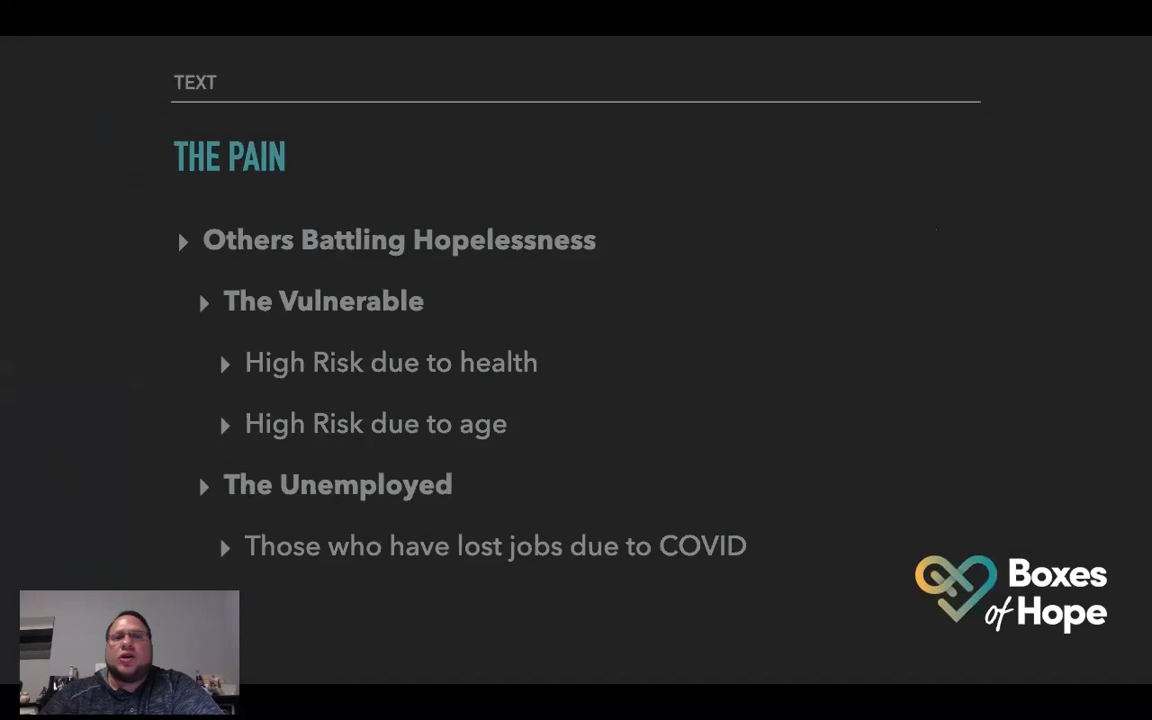 TEXT
THE PAIN
Others Battling Hopelessness
The Vulnerable
High Risk due to health
High Risk due to age
The Unemployed
Those who have lost jobs due to COVID
Boxes
of Hope